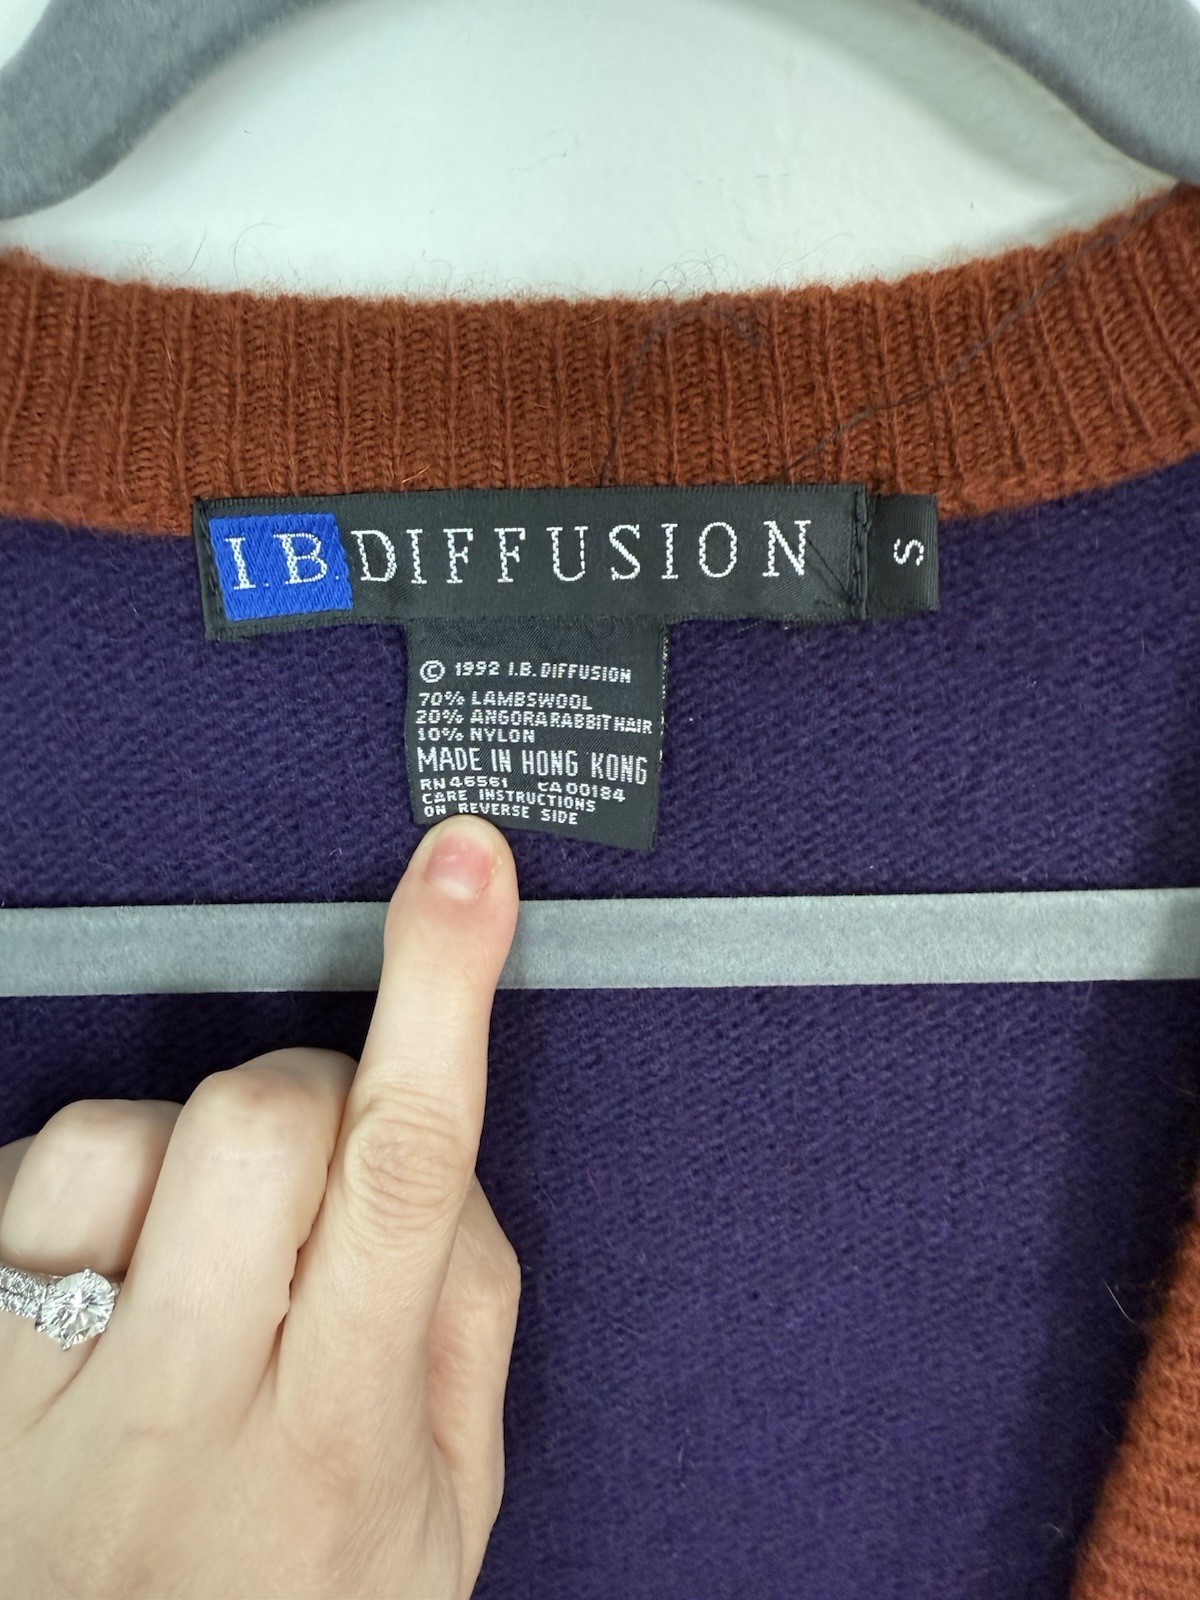 I.B. DIFFUSION
S
© 1992 I.B. DIFFUSION
70% LAMBSWOOL
20% ANGORA RABBIT HAIR
10% NYLON
MADE IN HONG KONG
RN 46561 CA 00184
CARE INSTRUCTIONS
ON REVERSE SIDE